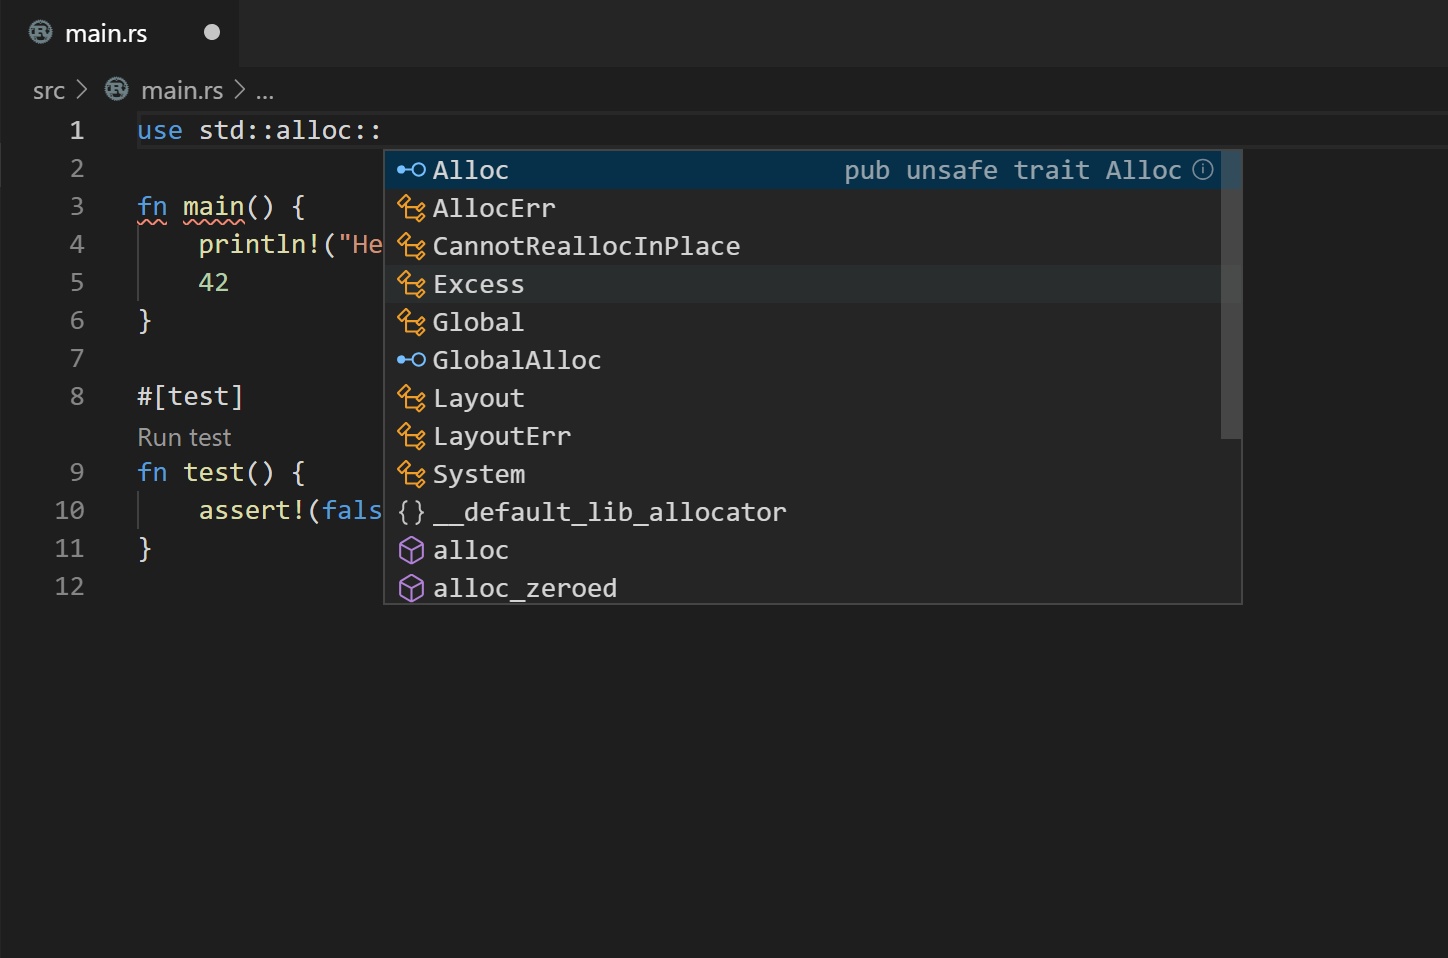 main.rs
src > main.rs > ...
1 use std::alloc::
2 Alloc pub unsafe trait Alloc
AllocErr
3 fn main() {
CannotReallocInPlace
4 println!("He
Excess
5 42
Global
6 }
GlobalAlloc
7
Layout
8 #[test]
LayoutErr
Run test
System
9 fn test() {
__default_lib_allocator
10 assert!(fals
alloc
11 }
alloc_zeroed
12